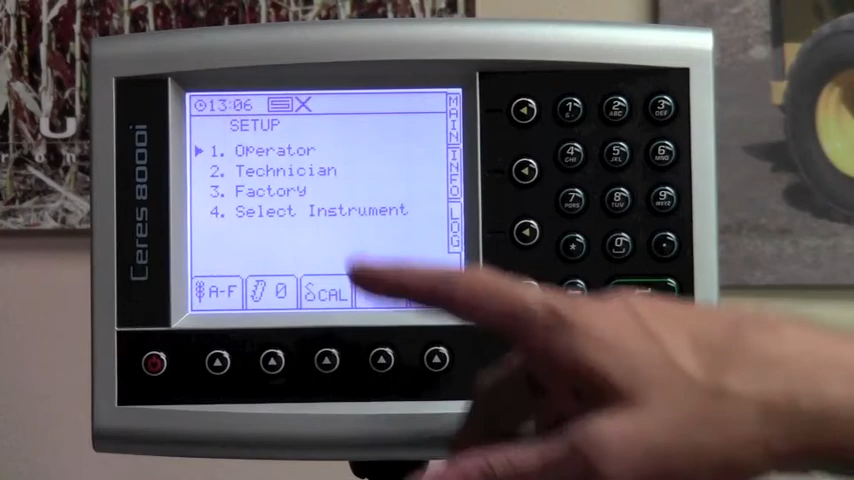 13:06
SETUP
1. Operator
2. Technician
3. Factory
4. Select Instrument
MAIN
INFO
LOG
A-F
0
CAL
Ceres 8000i
1
2 ABC
3 DEF
4 GHI
5 JKL
6 MNO
7 PQRS
8 TUV
9 WXYZ
*
0
.